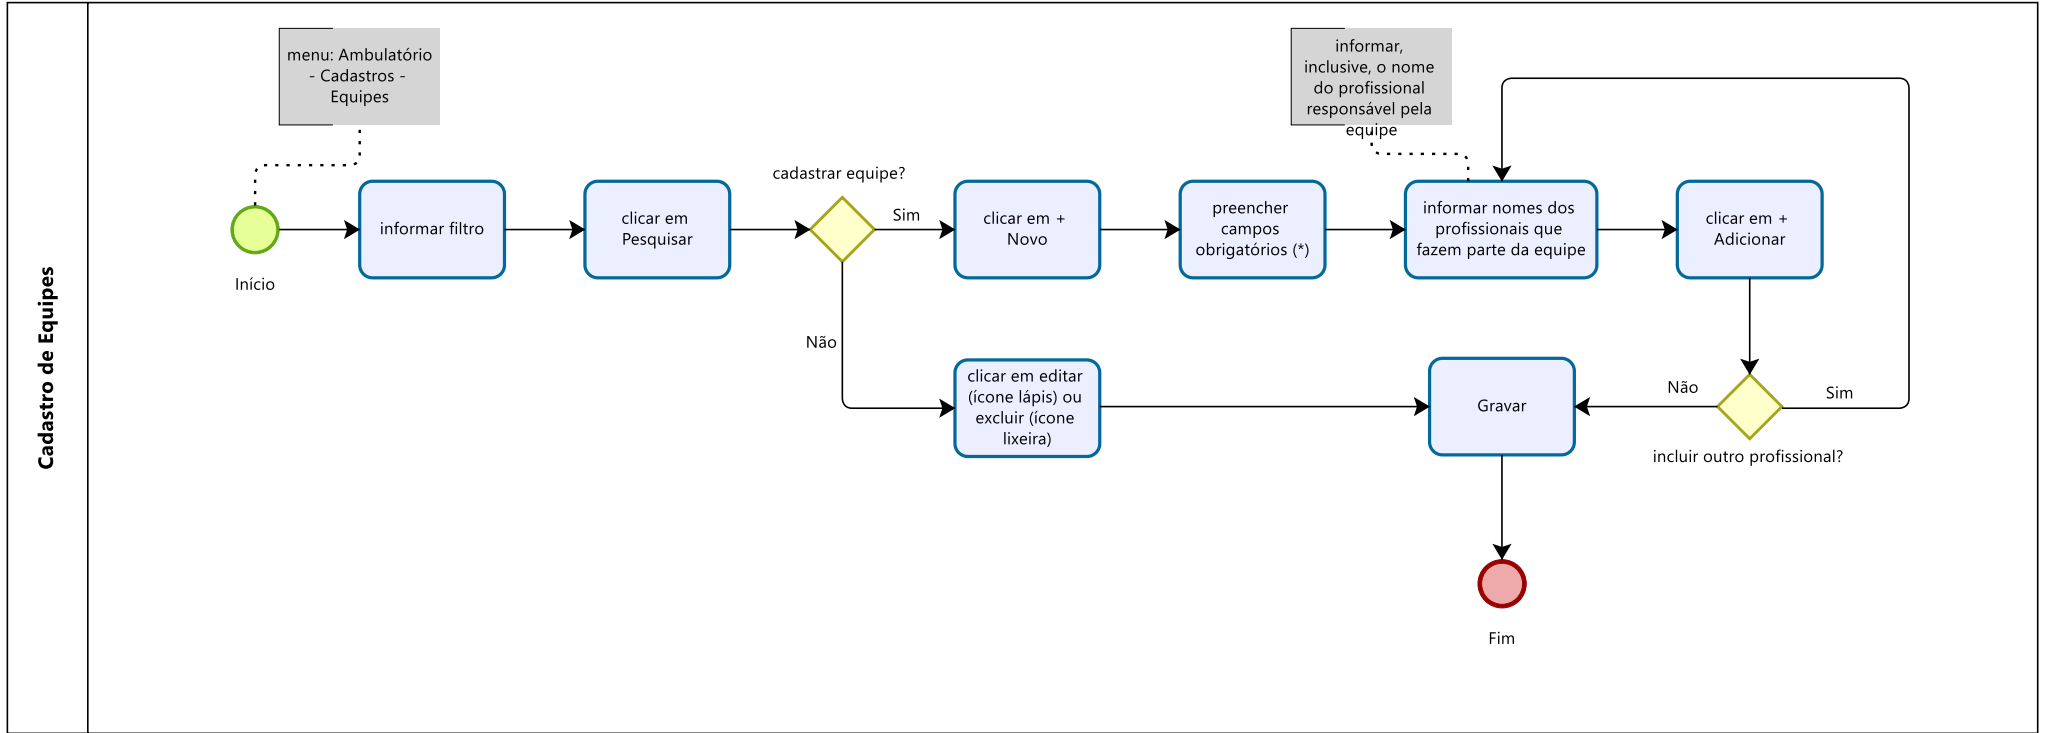 Cadastro de Equipes
menu: Ambulatório
- Cadastros -
Equipes
Início
informar filtro
clicar em
Pesquisar
cadastrar equipe?
Sim
Não
clicar em +
Novo
preencher
campos
obrigatórios (*)
informar,
inclusive, o nome
do profissional
responsável pela
equipe
informar nomes dos
profissionais que
fazem parte da equipe
clicar em +
Adicionar
clicar em editar
(ícone lápis) ou
excluir (ícone
lixeira)
Gravar
Não
Sim
incluir outro profissional?
Fim